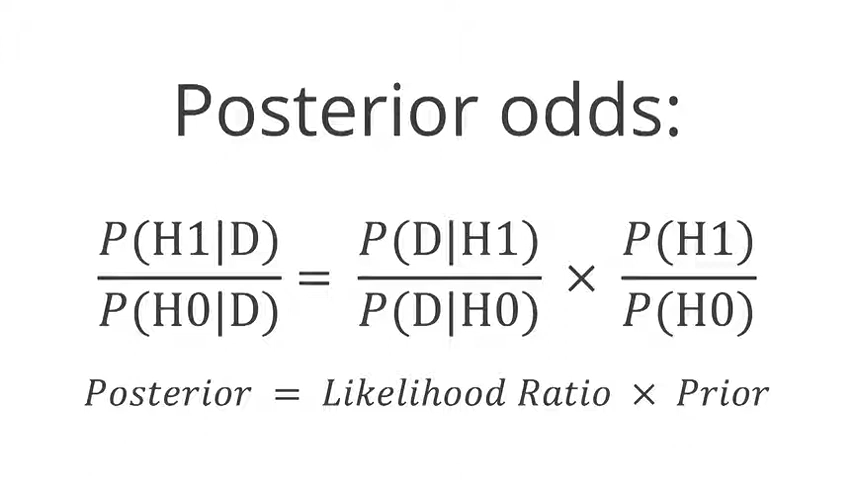 Posterior odds:
P(H1|D) / P(H0|D) = P(D|H1) / P(D|H0) × P(H1) / P(H0)
Posterior = Likelihood Ratio × Prior